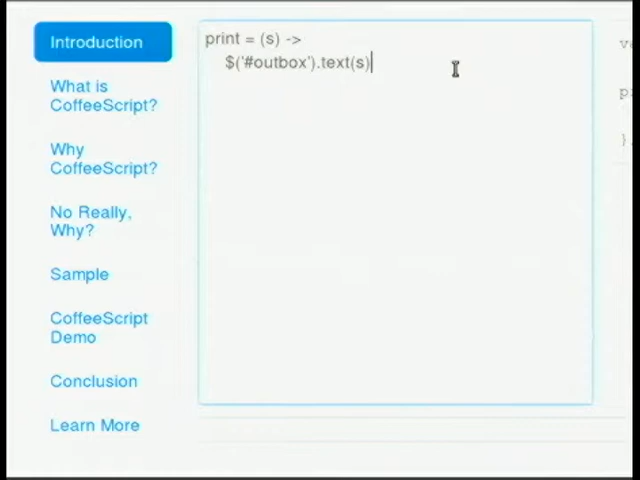 Introduction
What is
CoffeeScript?
Why
CoffeeScript?
No Really,
Why?
Sample
CoffeeScript
Demo
Conclusion
Learn More
print = (s) ->
$('#outbox').text(s)